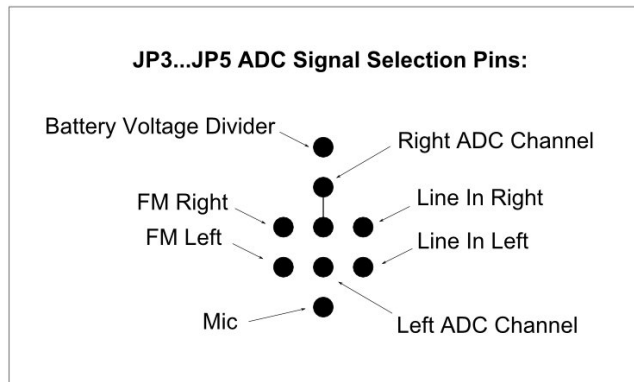 JP3...JP5 ADC Signal Selection Pins:
Battery Voltage Divider
Right ADC Channel
FM Right
Line In Right
FM Left
Line In Left
Mic
Left ADC Channel